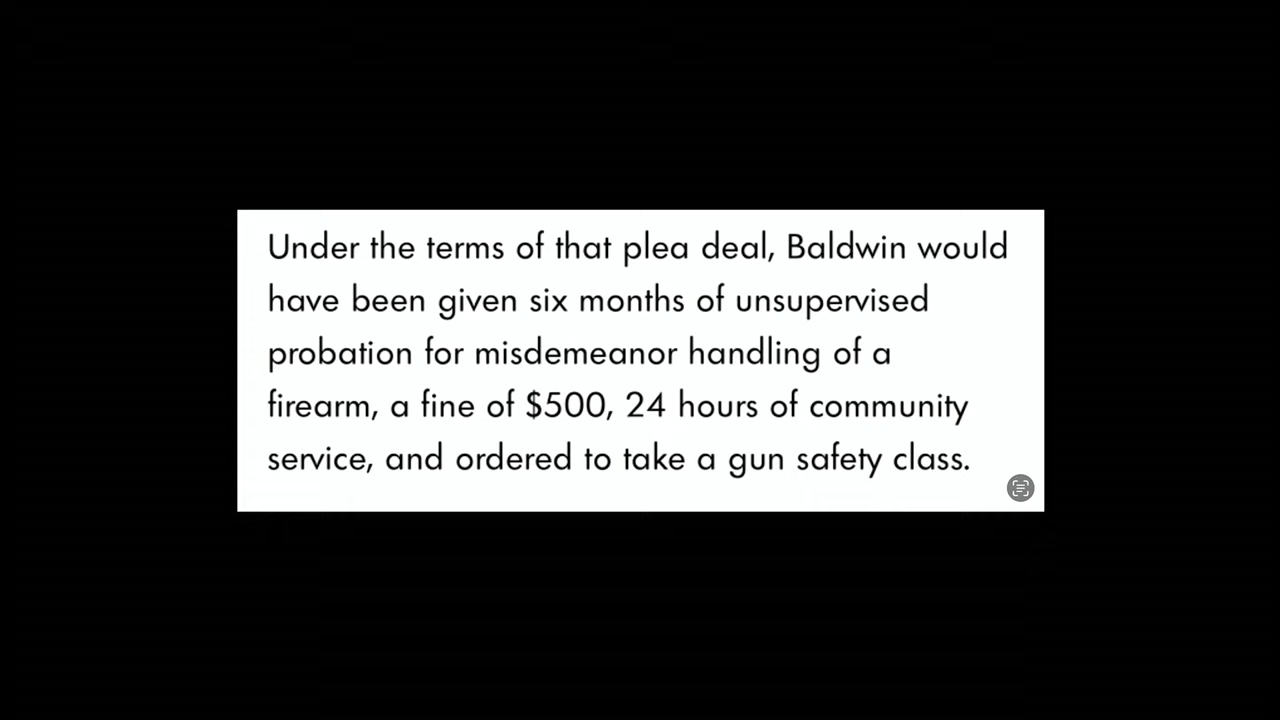 Under the terms of that plea deal, Baldwin would
have been given six months of unsupervised
probation for misdemeanor handling of a
firearm, a fine of $500, 24 hours of community
service, and ordered to take a gun safety class.